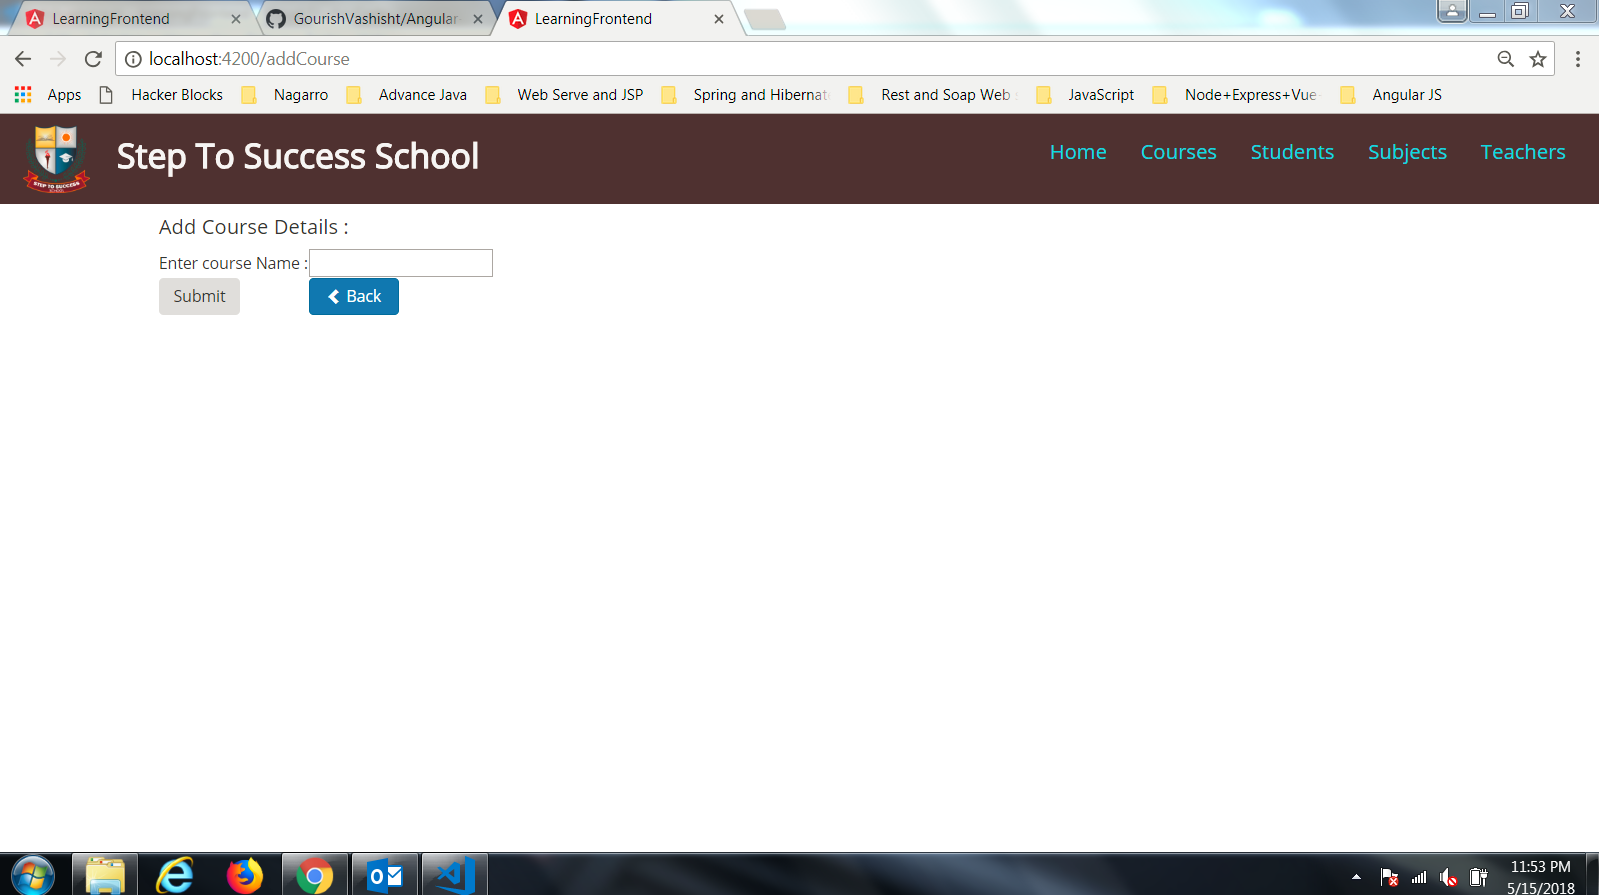 LearningFrontend
GourishVashisht/Angular
LearningFrontend
localhost:4200/addCourse
Apps Hacker Blocks Nagarro Advance Java Web Serve and JSP Spring and Hibernat Rest and Soap Web JavaScript Node+Express+Vue- Angular JS
STEP TO SUCCESS
SCHOOL
Step To Success School
Home Courses Students Subjects Teachers
Add Course Details :
Enter course Name :
Submit Back
11:53 PM
5/15/2018